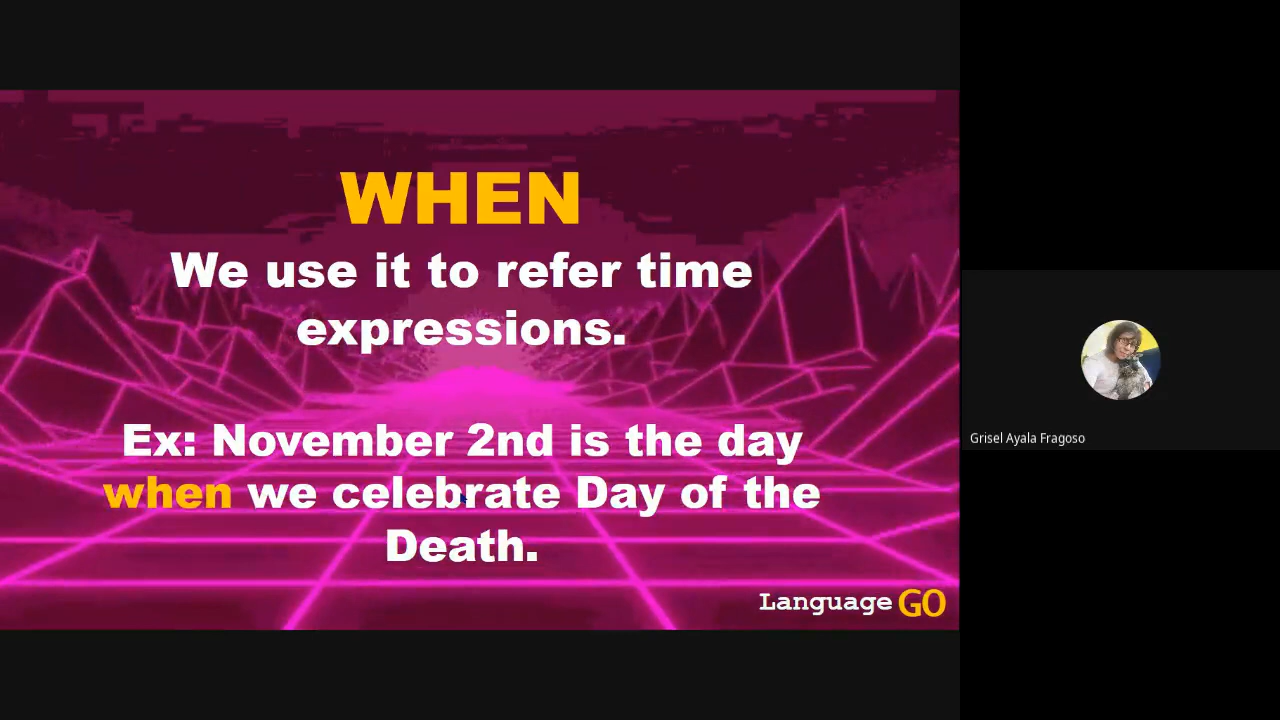 WHEN
We use it to refer time
expressions.
Ex: November 2nd is the day
when we celebrate Day of the
Death.
Language GO
Grisel Ayala Fragoso